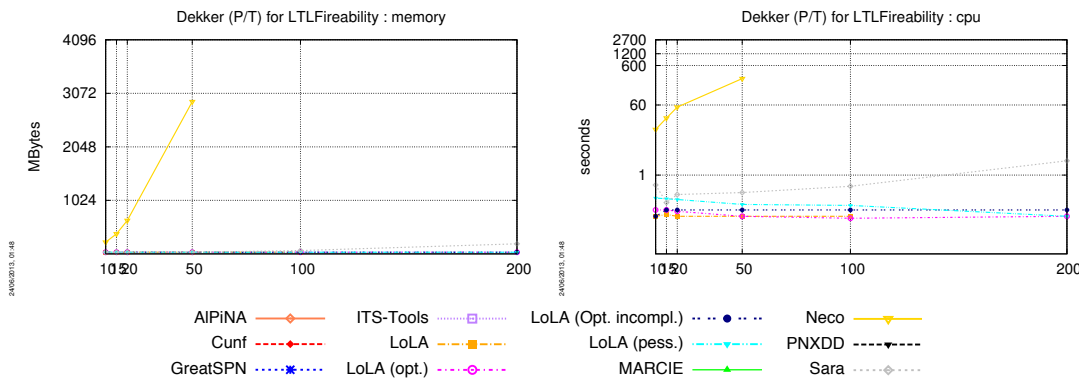 Dekker (P/T) for LTLFireability : memory
4096
3072
2048
1024
MBytes
10 15 20 50 100 200
24/06/2013, 01:48
Dekker (P/T) for LTLFireability : cpu
2700
1200
600
60
1
seconds
10 15 20 50 100 200
24/06/2013, 01:48
AlPiNA
Cunf
GreatSPN
ITS-Tools
LoLA
LoLA (opt.)
LoLA (Opt. incompl.)
LoLA (pess.)
MARCIE
Neco
PNXDD
Sara